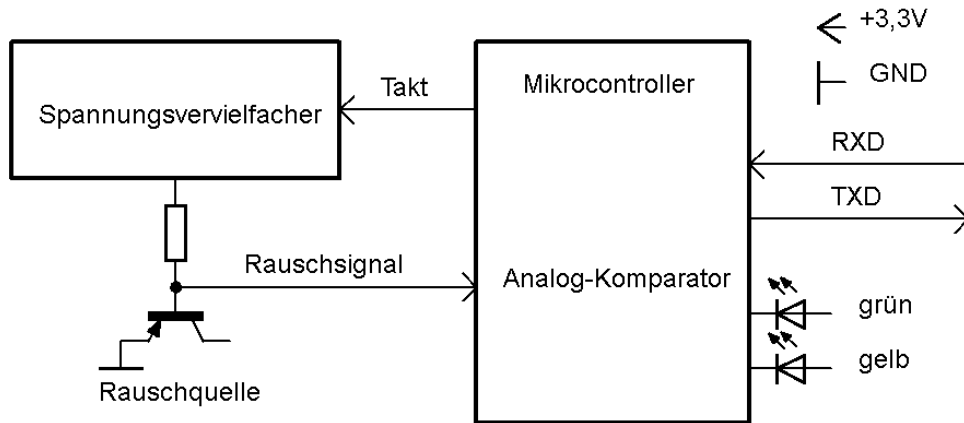 +3,3V
GND
Spannungsvervielfacher
Takt
Mikrocontroller
RXD
TXD
Rauschsignal
Analog-Komparator
grün
gelb
Rauschquelle